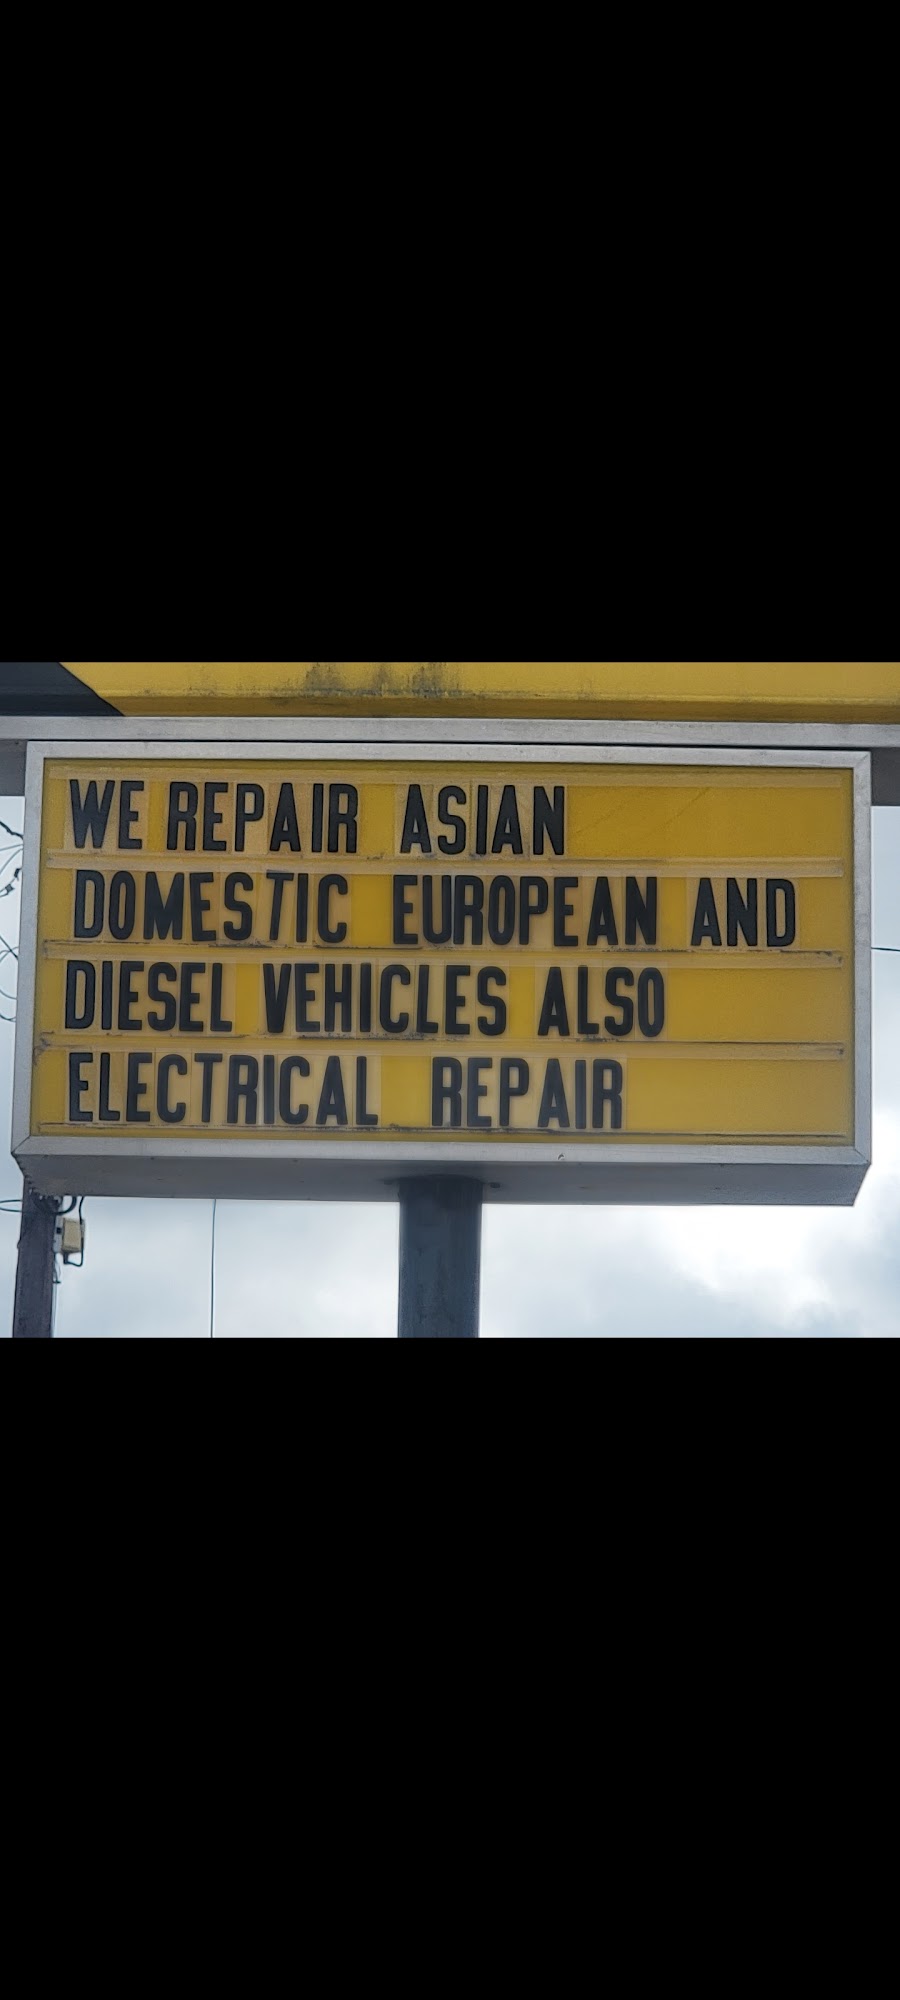 WE REPAIR ASIAN
DOMESTIC EUROPEAN AND
DIESEL VEHICLES ALSO
ELECTRICAL REPAIR